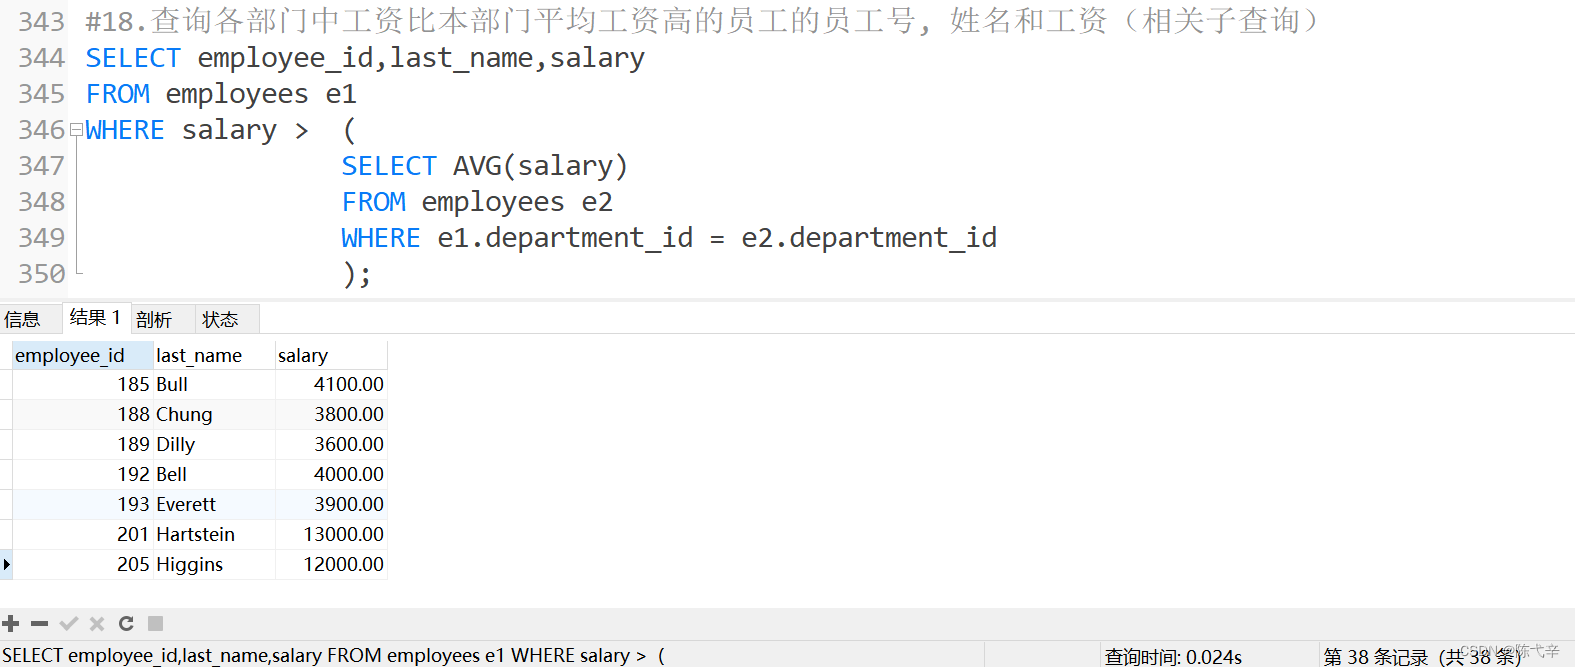 343 #18.查询各部门中工资比本部门平均工资高的员工的员工号, 姓名和工资（相关子查询）
344 SELECT employee_id,last_name,salary
345 FROM employees e1
346 WHERE salary > (
347 SELECT AVG(salary)
348 FROM employees e2
349 WHERE e1.department_id = e2.department_id
350 );
信息 结果 1 剖析 状态
employee_id last_name salary
185 Bull 4100.00
188 Chung 3800.00
189 Dilly 3600.00
192 Bell 4000.00
193 Everett 3900.00
201 Hartstein 13000.00
205 Higgins 12000.00
SELECT employee_id,last_name,salary FROM employees e1 WHERE salary > ( 查询时间: 0.024s 第 38 条记录（共 38 条）
CSDN @陈弋辛